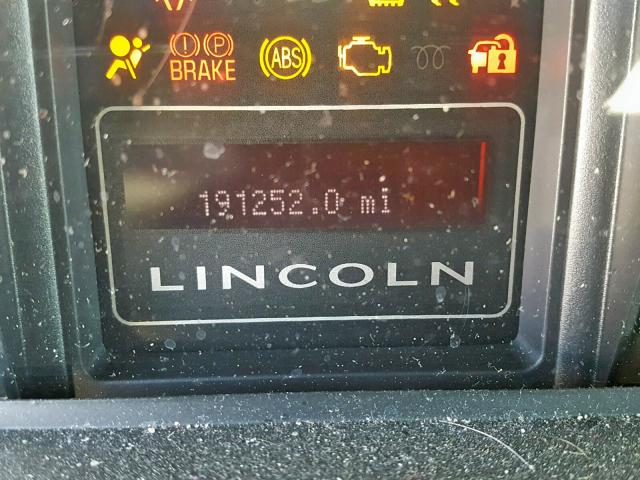 (!) (P)
BRAKE
ABS
191252.0 mi
LINCOLN